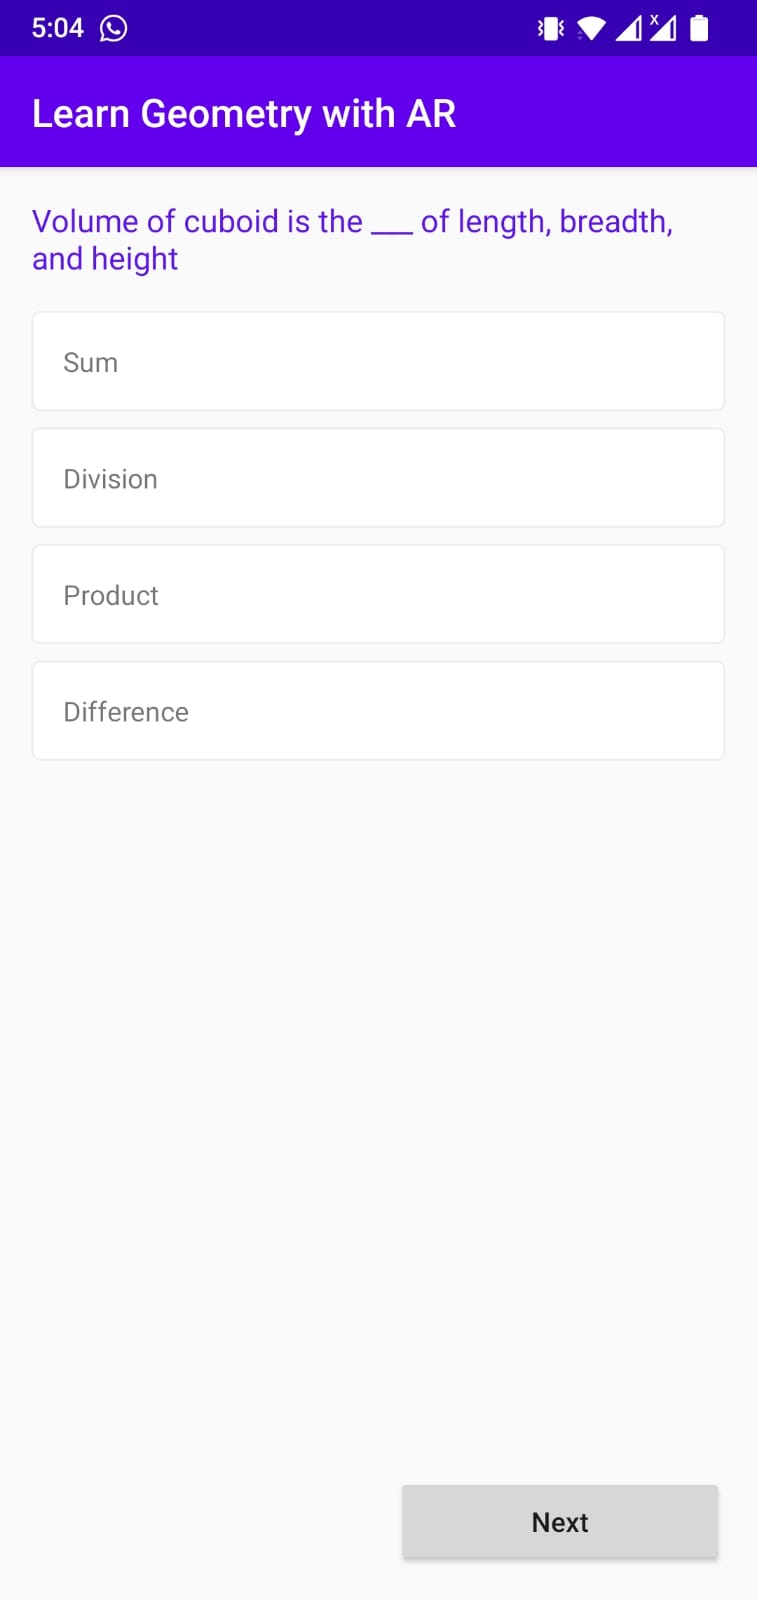 5:04
Learn Geometry with AR
Volume of cuboid is the ___ of length, breadth,
and height
Sum
Division
Product
Difference
Next